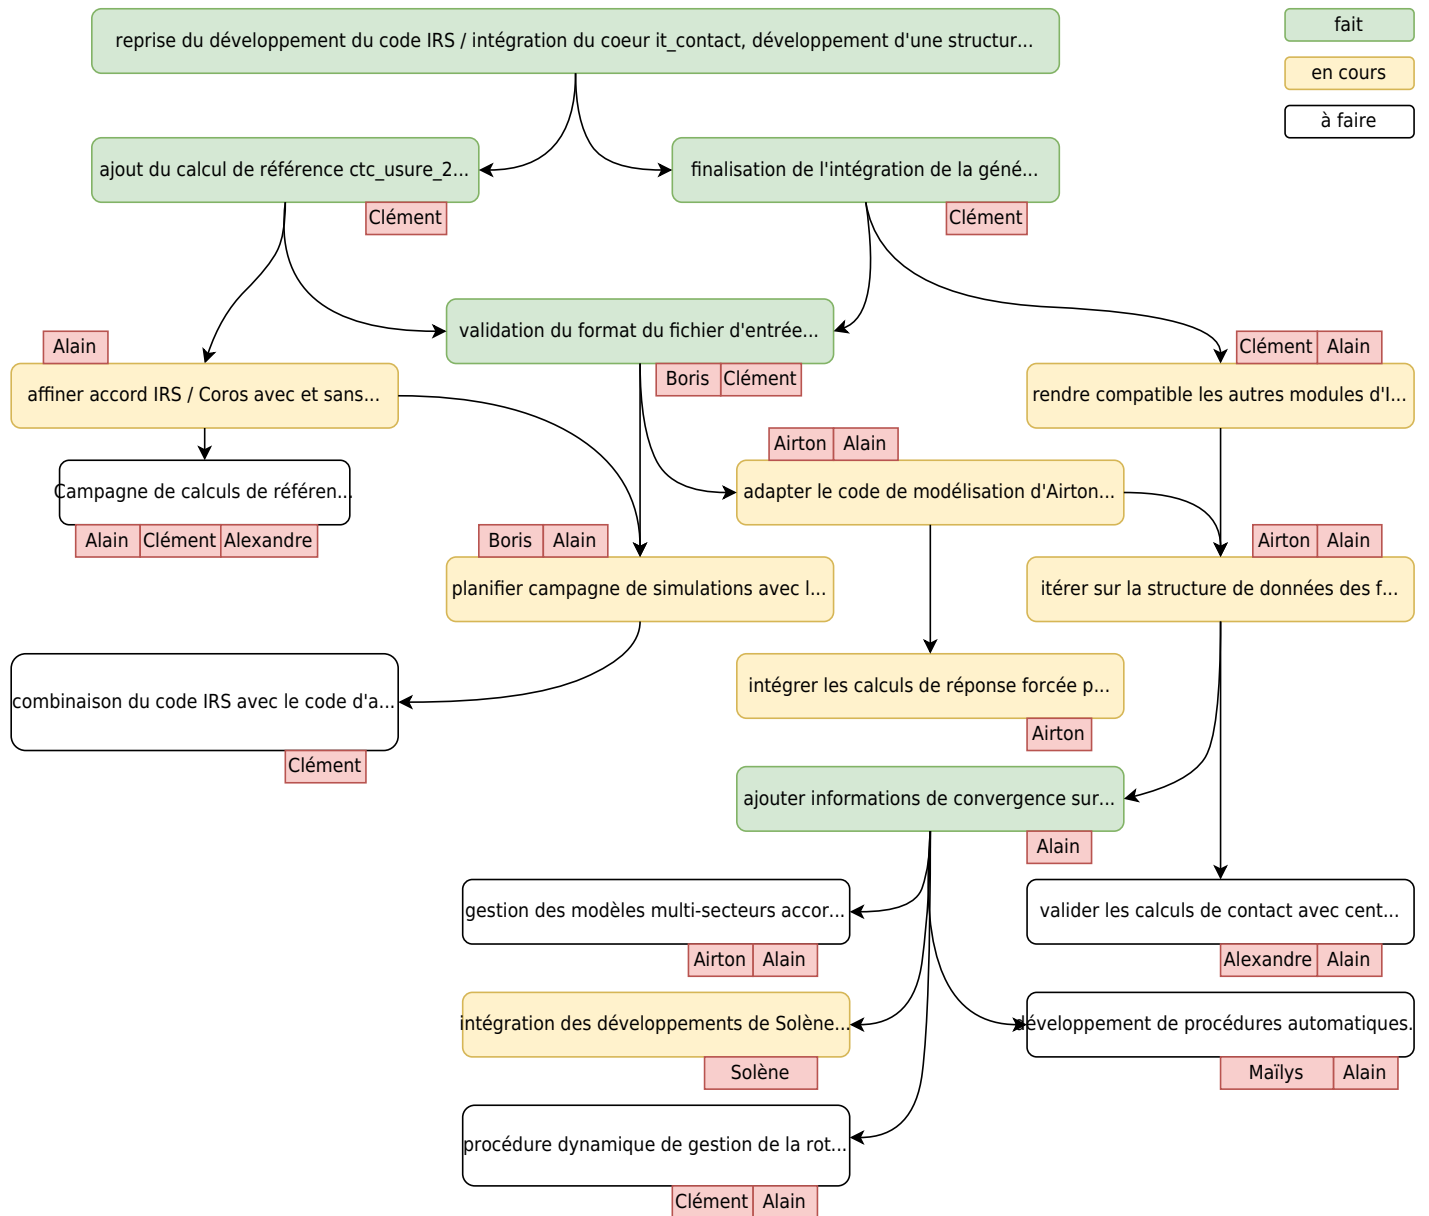 reprise du développement du code IRS / intégration du coeur it_contact, développement d'une structur...
fait
en cours
à faire
ajout du calcul de référence ctc_usure_2...
finalisation de l'intégration de la géné...
Clément
Clément
validation du format du fichier d'entrée...
Boris
Clément
Alain
affiner accord IRS / Coros avec et sans...
Clément
Alain
rendre compatible les autres modules d'I...
Campagne de calculs de référen...
Alain
Clément
Alexandre
Airton
Alain
adapter le code de modélisation d'Airton...
Boris
Alain
planifier campagne de simulations avec l...
Airton
Alain
itérer sur la structure de données des f...
combinaison du code IRS avec le code d'a...
Clément
intégrer les calculs de réponse forcée p...
Airton
ajouter informations de convergence sur...
Alain
gestion des modèles multi-secteurs accor...
Airton
Alain
valider les calculs de contact avec cent...
Alexandre
Alain
intégration des développements de Solène...
Solène
développement de procédures automatiques.
Maïlys
Alain
procédure dynamique de gestion de la rot...
Clément
Alain